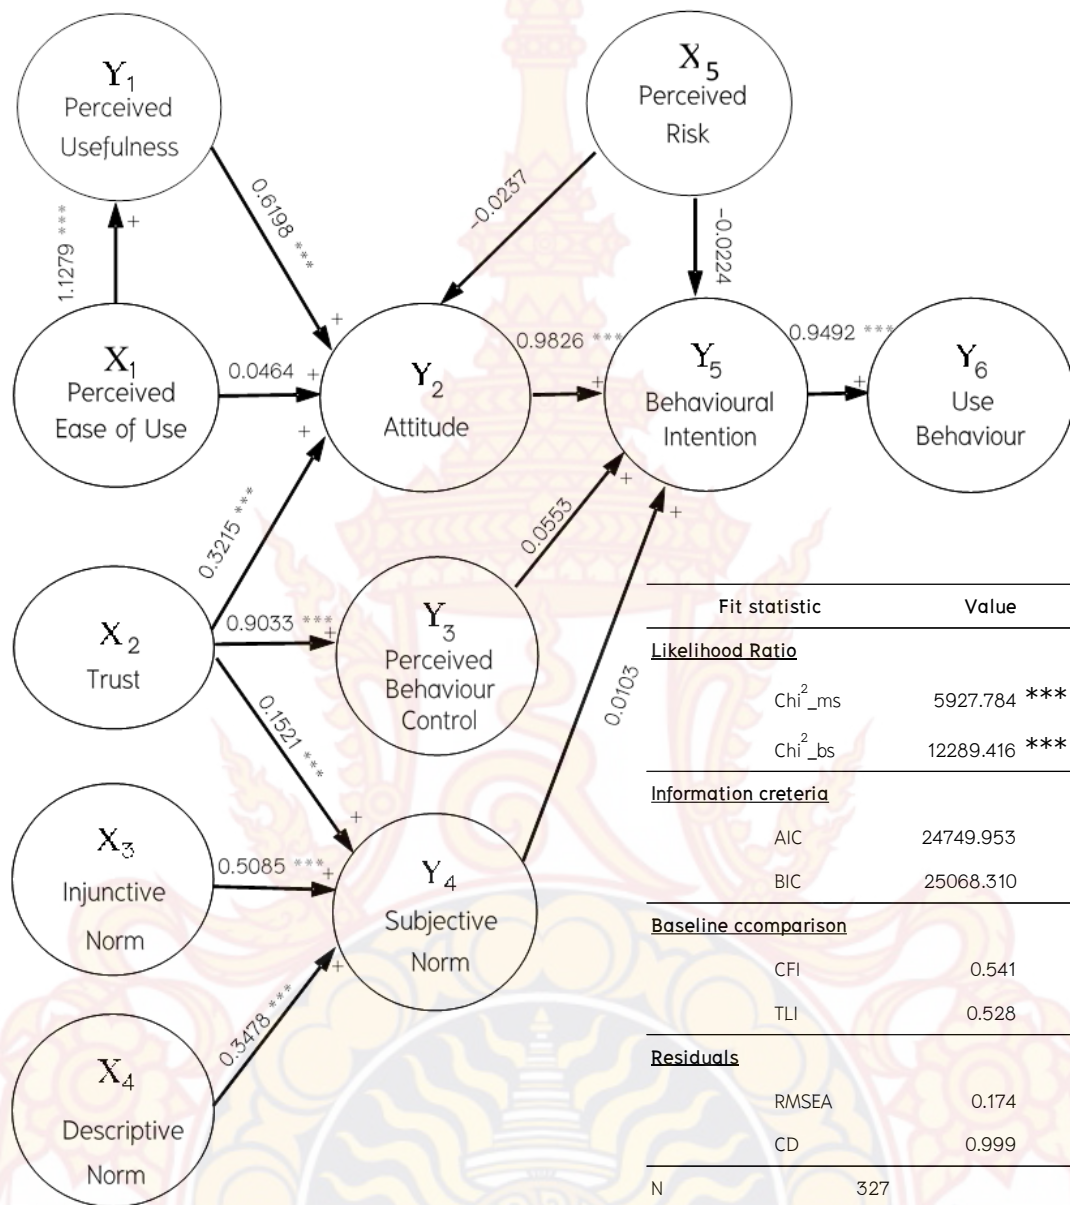 Y1
Perceived
Usefulness
X5
Perceived
Risk
1.1279 ***
+
0.6198 ***
+
-0.0237
-0.0224
X1
Perceived
Ease of Use
0.0464 +
Y2
Attitude
0.9826 ***
+
Y5
Behavioural
Intention
0.9492 ***
+
Y6
Use
Behaviour
0.3215 ***
+
0.0553
+
0.0103
+
X2
Trust
0.9033 ***
+
Y3
Perceived
Behaviour
Control
0.1521 ***
+
X3
Injunctive
Norm
0.5085 ***
+
Y4
Subjective
Norm
X4
Descriptive
Norm
0.3478 ***
+
Fit statistic Value
Likelihood Ratio
Chi2_ms 5927.784 ***
Chi2_bs 12289.416 ***
Information creteria
AIC 24749.953
BIC 25068.310
Baseline ccomparison
CFI 0.541
TLI 0.528
Residuals
RMSEA 0.174
CD 0.999
N 327